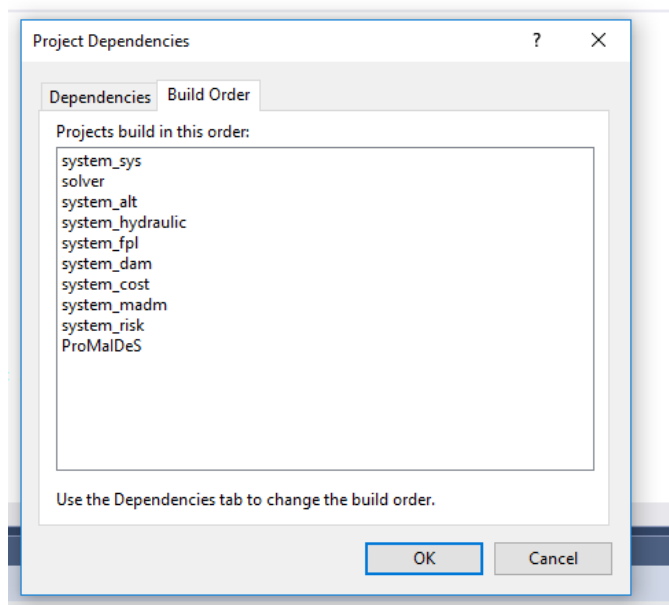 Project Dependencies
?
Dependencies
Build Order
Projects build in this order:
system_sys
solver
system_alt
system_hydraulic
system_fpl
system_dam
system_cost
system_madm
system_risk
ProMaIDeS
Use the Dependencies tab to change the build order.
OK
Cancel